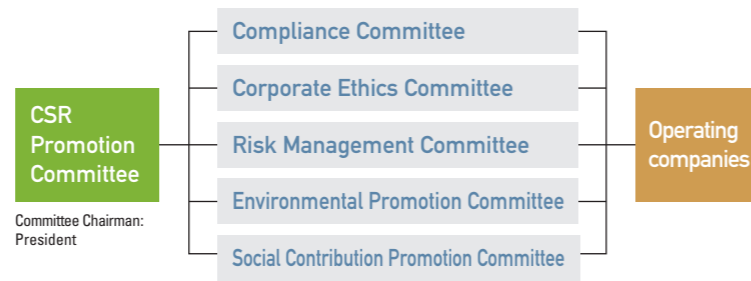 CSR
Promotion
Committee
Committee Chairman:
President
Compliance Committee
Corporate Ethics Committee
Risk Management Committee
Environmental Promotion Committee
Social Contribution Promotion Committee
Operating
companies